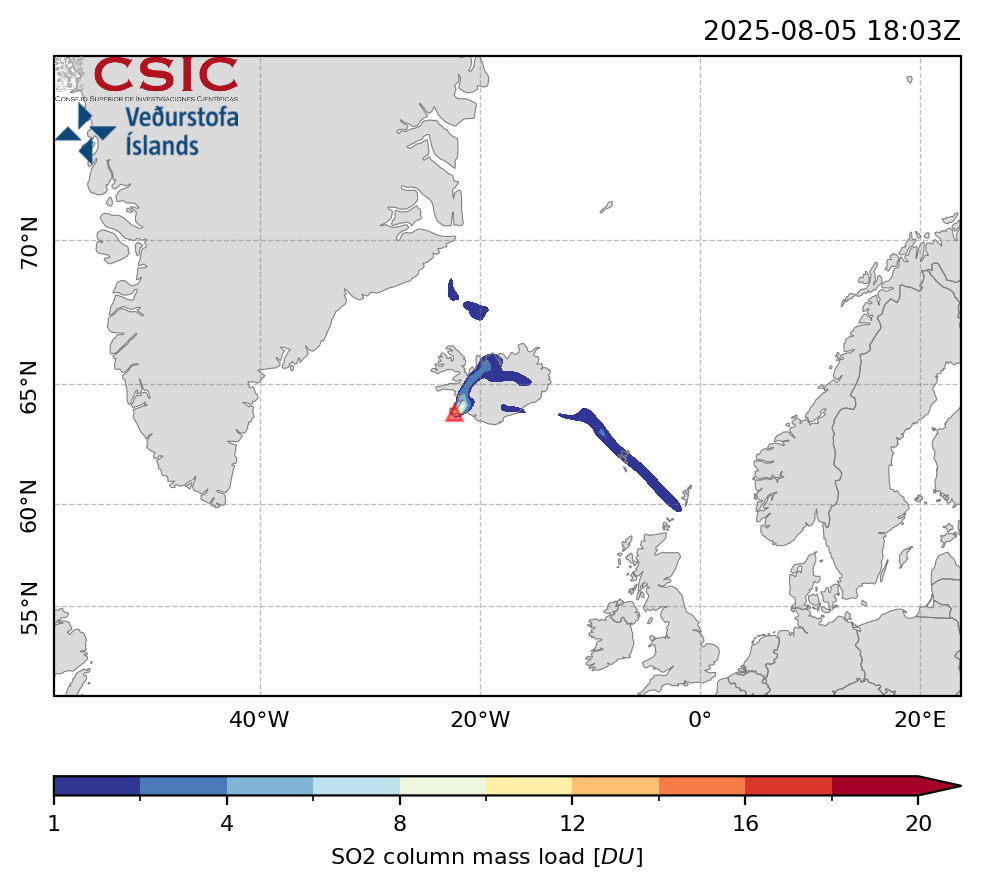 2025-08-05 18:03Z
CSIC
CONSEJO SUPERIOR DE INVESTIGACIONES CIENTÍFICAS
Veðurstofa
Íslands
70°N
65°N
60°N
55°N
40°W 20°W 0° 20°E
1 4 8 12 16 20
SO2 column mass load [DU]